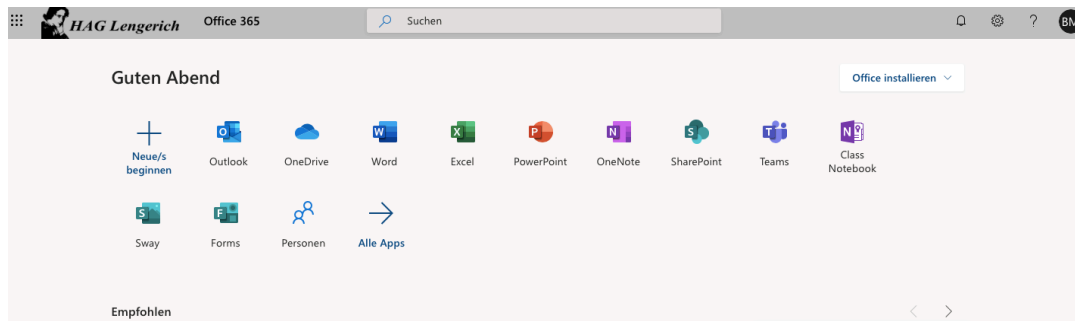 HAG Lengerich Office 365 Suchen ? BM
Guten Abend Office installieren
Neue/s
beginnen
Outlook
OneDrive
Word
Excel
PowerPoint
OneNote
SharePoint
Teams
Class
Notebook
Sway
Forms
Personen
Alle Apps
Empfohlen